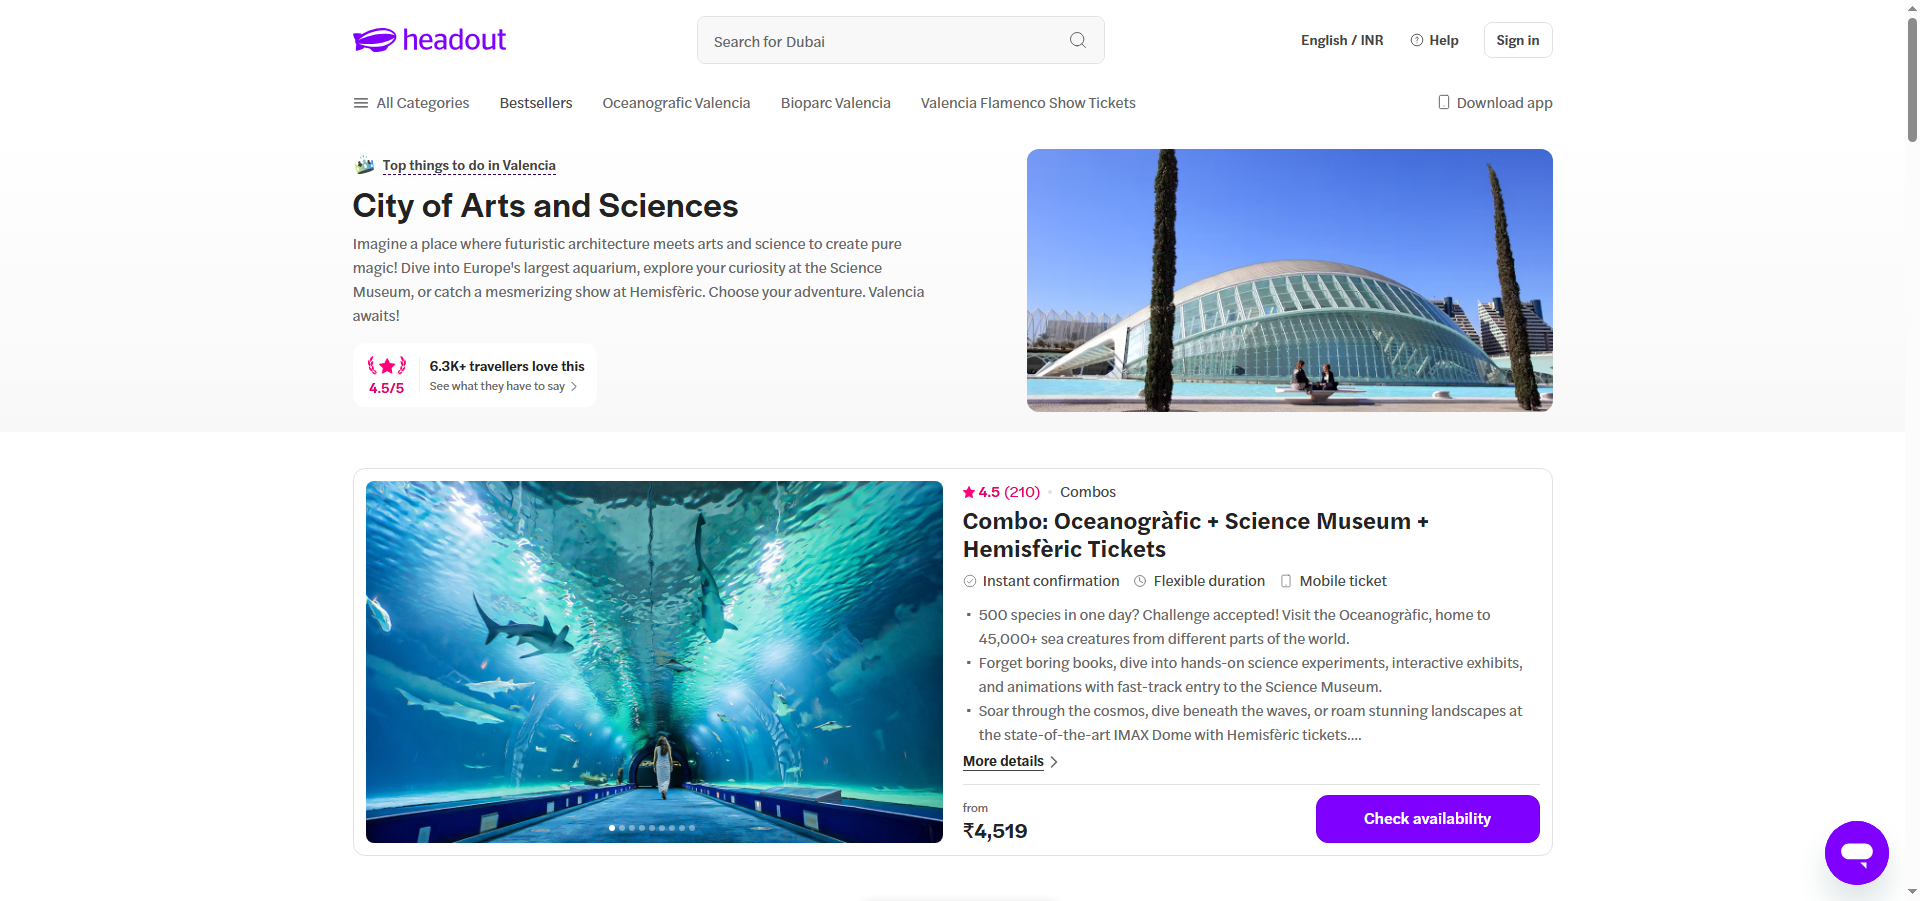 headout
Search for Dubai
English / INR
Help
Sign in
All Categories
Bestsellers
Oceanografic Valencia
Bioparc Valencia
Valencia Flamenco Show Tickets
Download app
Top things to do in Valencia
City of Arts and Sciences
Imagine a place where futuristic architecture meets arts and science to create pure
magic! Dive into Europe's largest aquarium, explore your curiosity at the Science
Museum, or catch a mesmerizing show at Hemisfèric. Choose your adventure. Valencia
awaits!
4.5/5
6.3K+ travellers love this
See what they have to say
4.5 (210) • Combos
Combo: Oceanogràfic + Science Museum +
Hemisfèric Tickets
Instant confirmation
Flexible duration
Mobile ticket
• 500 species in one day? Challenge accepted! Visit the Oceanogràfic, home to
45,000+ sea creatures from different parts of the world.
• Forget boring books, dive into hands-on science experiments, interactive exhibits,
and animations with fast-track entry to the Science Museum.
• Soar through the cosmos, dive beneath the waves, or roam stunning landscapes at
the state-of-the-art IMAX Dome with Hemisfèric tickets....
More details
from
₹4,519
Check availability